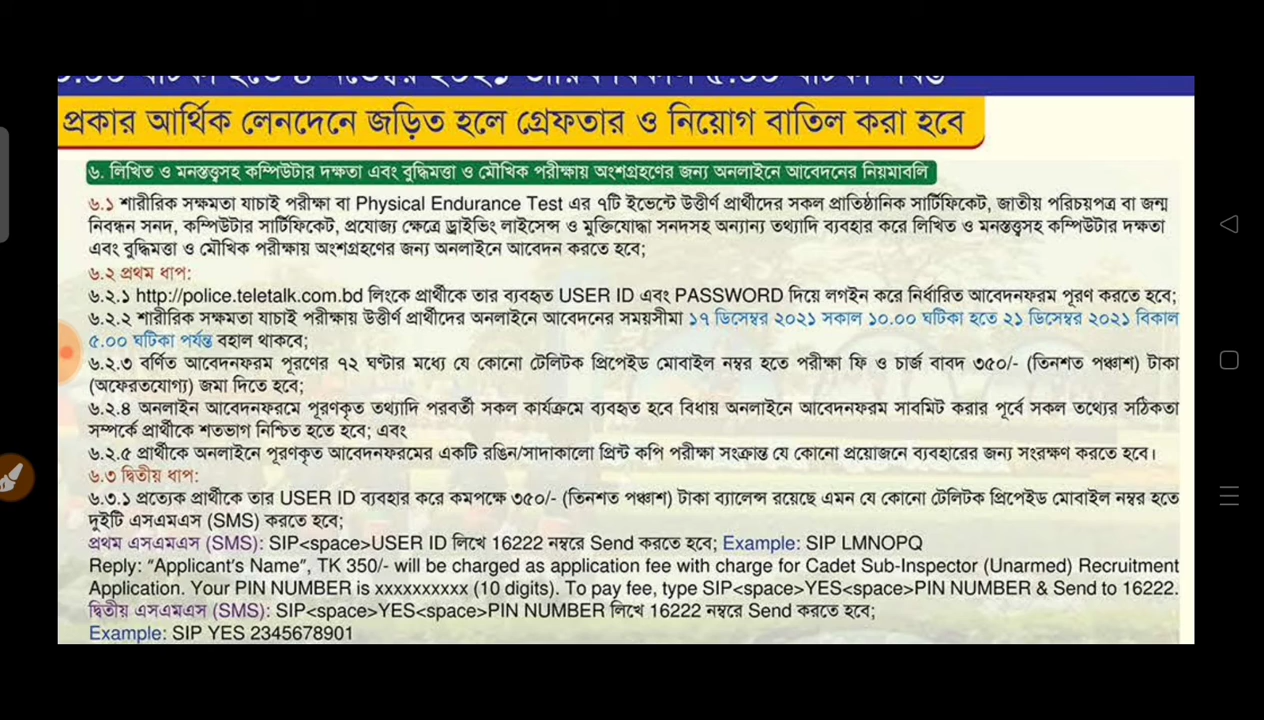 প্রকার আর্থিক লেনদেনে জড়িত হলে গ্রেফতার ও নিয়োগ বাতিল করা হবে
৬. লিখিত ও মনস্তত্ত্বসহ কম্পিউটার দক্ষতা এবং বুদ্ধিমত্তা ও মৌখিক পরীক্ষায় অংশগ্রহণের জন্য অনলাইনে আবেদনের নিয়মাবলি
৬.১ শারীরিক সক্ষমতা যাচাই পরীক্ষা বা Physical Endurance Test এর ৭টি ইভেন্টে উত্তীর্ণ প্রার্থীদের সকল প্রাতিষ্ঠানিক সার্টিফিকেট, জাতীয় পরিচয়পত্র বা জন্ম
নিবন্ধন সনদ, কম্পিউটার সার্টিফিকেট, প্রযোজ্য ক্ষেত্রে ড্রাইভিং লাইসেন্স ও মুক্তিযোদ্ধা সনদসহ অন্যান্য তথ্যাদি ব্যবহার করে লিখিত ও মনস্তত্ত্বসহ কম্পিউটার দক্ষতা
এবং বুদ্ধিমত্তা ও মৌখিক পরীক্ষায় অংশগ্রহণের জন্য অনলাইনে আবেদন করতে হবে;
৬.২ প্রথম ধাপ:
৬.২.১ http://police.teletalk.com.bd লিংকে প্রার্থীকে তার ব্যবহৃত USER ID এবং PASSWORD দিয়ে লগইন করে নির্ধারিত আবেদনফরম পূরণ করতে হবে;
৬.২.২ শারীরিক সক্ষমতা যাচাই পরীক্ষায় উত্তীর্ণ প্রার্থীদের অনলাইনে আবেদনের সময়সীমা ১৭ ডিসেম্বর ২০২১ সকাল ১০.০০ ঘটিকা হতে ২১ ডিসেম্বর ২০২১ বিকাল
৫.০০ ঘটিকা পর্যন্ত বহাল থাকবে;
৬.২.৩ বর্ণিত আবেদনফরম পূরণের ৭২ ঘণ্টার মধ্যে যে কোনো টেলিটক প্রিপেইড মোবাইল নম্বর হতে পরীক্ষা ফি ও চার্জ বাবদ ৩৫০/- (তিনশত পঞ্চাশ) টাকা
(অফেরতযোগ্য) জমা দিতে হবে;
৬.২.৪ অনলাইন আবেদনফরমে পূরণকৃত তথ্যাদি পরবর্তী সকল কার্যক্রমে ব্যবহৃত হবে বিধায় অনলাইনে আবেদনফরম সাবমিট করার পূর্বে সকল তথ্যের সঠিকতা
সম্পর্কে প্রার্থীকে শতভাগ নিশ্চিত হতে হবে; এবং
৬.২.৫ প্রার্থীকে অনলাইনে পূরণকৃত আবেদনফরমের একটি রঙিন/সাদাকালো প্রিন্ট কপি পরীক্ষা সংক্রান্ত যে কোনো প্রয়োজনে ব্যবহারের জন্য সংরক্ষণ করতে হবে।
৬.৩ দ্বিতীয় ধাপ:
৬.৩.১ প্রত্যেক প্রার্থীকে তার USER ID ব্যবহার করে কমপক্ষে ৩৫০/- (তিনশত পঞ্চাশ) টাকা ব্যালেন্স রয়েছে এমন যে কোনো টেলিটক প্রিপেইড মোবাইল নম্বর হতে
দুইটি এসএমএস (SMS) করতে হবে;
প্রথম এসএমএস (SMS): SIP<space>USER ID লিখে 16222 নম্বরে Send করতে হবে; Example: SIP LMNOPQ
Reply: “Applicant’s Name”, TK 350/- will be charged as application fee with charge for Cadet Sub-Inspector (Unarmed) Recruitment
Application. Your PIN NUMBER is xxxxxxxxxx (10 digits). To pay fee, type SIP<space>YES<space>PIN NUMBER & Send to 16222.
দ্বিতীয় এসএমএস (SMS): SIP<space>YES<space>PIN NUMBER লিখে 16222 নম্বরে Send করতে হবে;
Example: SIP YES 2345678901